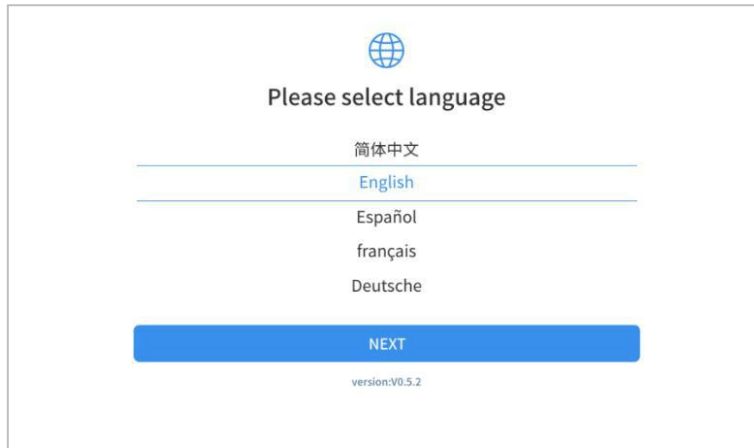 Please select language
简体中文
English
Español
français
Deutsche
NEXT
version:V0.5.2